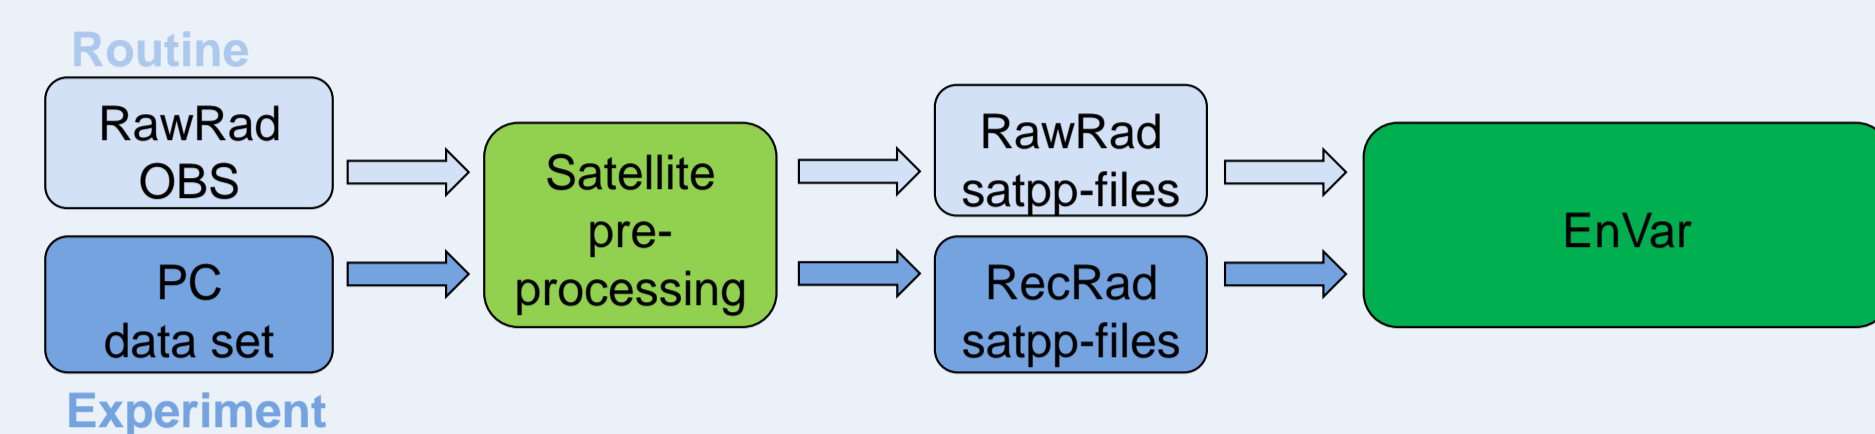 Routine
RawRad
OBS
PC
data set
Experiment
Satellite
pre-
processing
RawRad
satpp-files
RecRad
satpp-files
EnVar